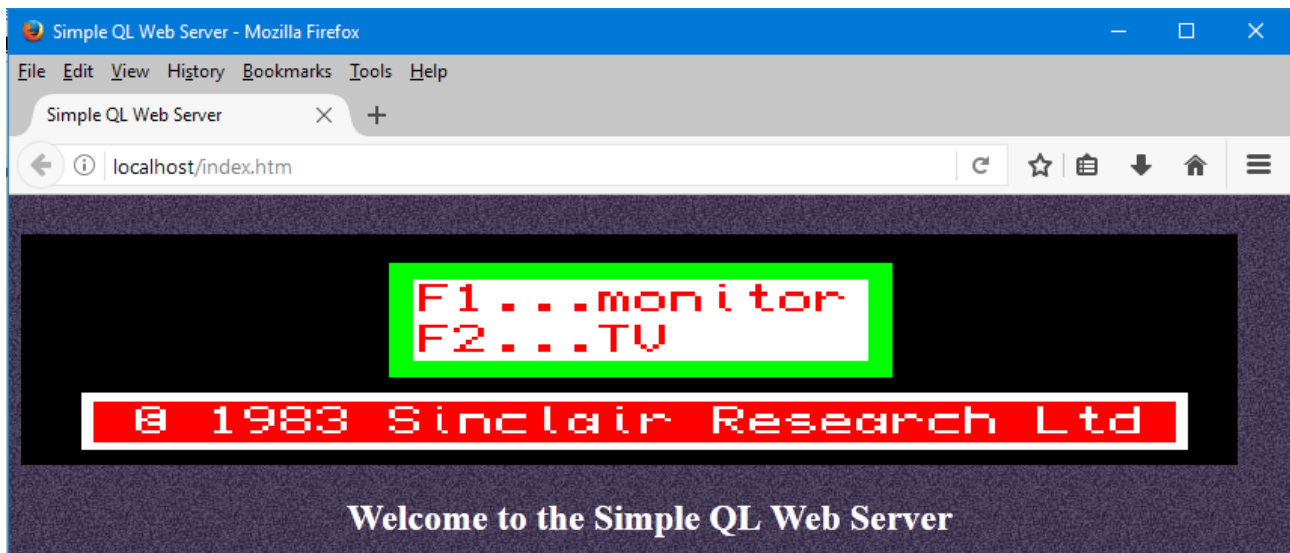 Simple QL Web Server - Mozilla Firefox
File Edit View History Bookmarks Tools Help
Simple QL Web Server
localhost/index.htm
F1...monitor
F2...TV
© 1983 Sinclair Research Ltd
Welcome to the Simple QL Web Server